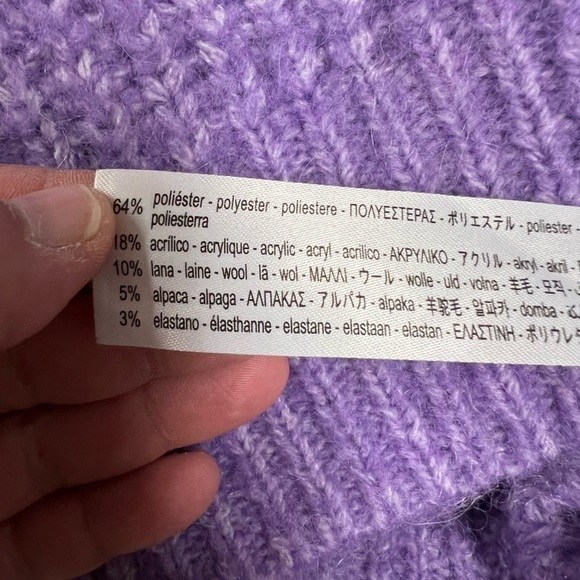 64% poliéster - polyester - poliestere - ΠΟΛΥΕΣΤΕΡΑΣ - ポリエステル - poliester -
poliesterra
18% acrílico - acrylique - acrylic - acryl - acrilico - ΑΚΡΥΛΙΚΟ - アクリル - akryl - akril -
10% lana - laine - wool - lã - wol - ΜΑΛΛΙ - ウール - wolle - uld - volna - 羊毛 - 모직 -
5% alpaca - alpaga - ΑΛΠΑΚΑΣ - アルパカ - alpaka - 羊驼毛 - 알파카 - domba -
3% elastano - élasthanne - elastane - elastaan - elastan - ΕΛΑΣΤΙΝΗ -